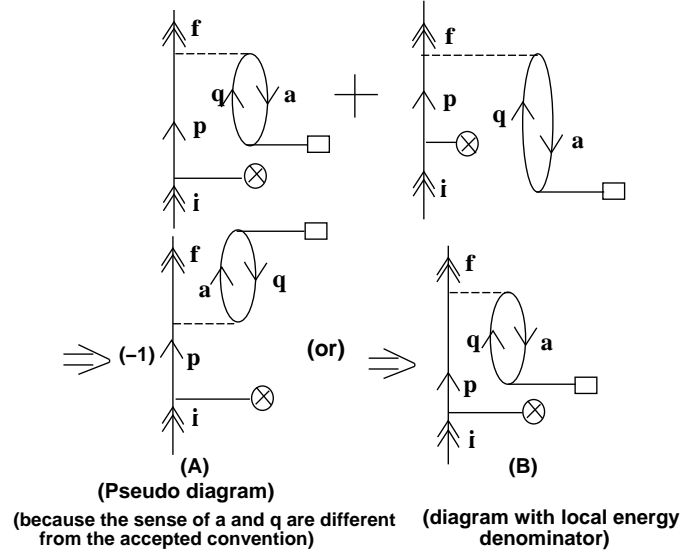 f
f
q
a
p
p
q
a
i
i
f
f
a
q
(–1)
p
(or)
q
a
p
i
i
(A)
(B)
(Pseudo diagram)
(because the sense of a and q are different
from the accepted convention)
(diagram with local energy
denominator)